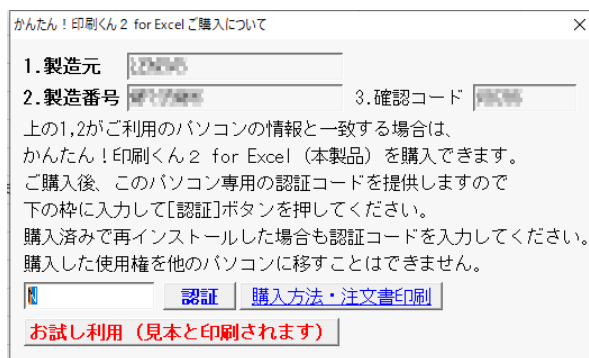 かんたん！印刷くん２ for Excel ご購入について
1.製造元
2.製造番号 3.確認コード
上の1,2がご利用のパソコンの情報と一致する場合は、
かんたん！印刷くん２ for Excel（本製品）を購入できます。
ご購入後、このパソコン専用の認証コードを提供しますので
下の枠に入力して[認証]ボタンを押してください。
購入済みで再インストールした場合も認証コードを入力してください。
購入した使用権を他のパソコンに移すことはできません。
認証 購入方法・注文書印刷
お試し利用（見本と印刷されます）